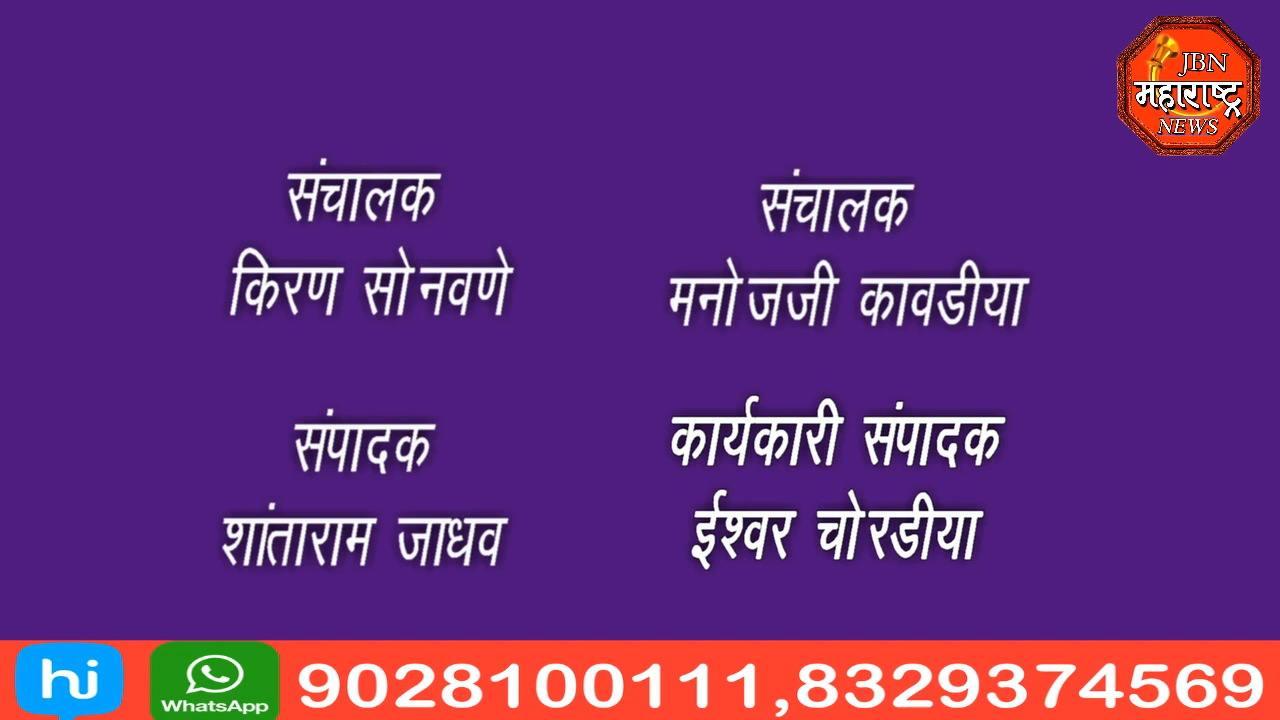 JBN
महाराष्ट्र
NEWS
संचालक
किरण सोनवणे
संचालक
मनोजजी कावडीया
संपादक
शांताराम जाधव
कार्यकारी संपादक
ईश्वर चोरडीया
hi
WhatsApp
9028100111,8329374569